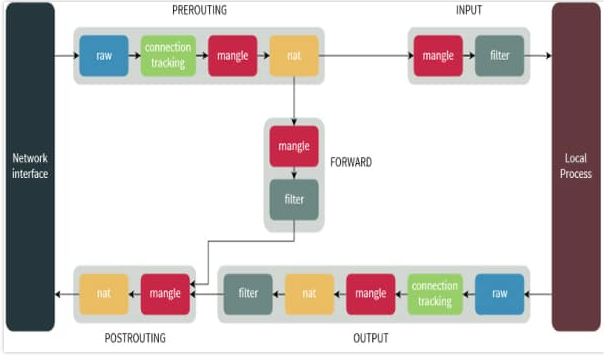 PREROUTING
INPUT
raw
connection
tracking
mangle
nat
mangle
filter
Network
interface
mangle
FORWARD
filter
Local
Process
nat
mangle
filter
nat
mangle
connection
tracking
raw
POSTROUTING
OUTPUT